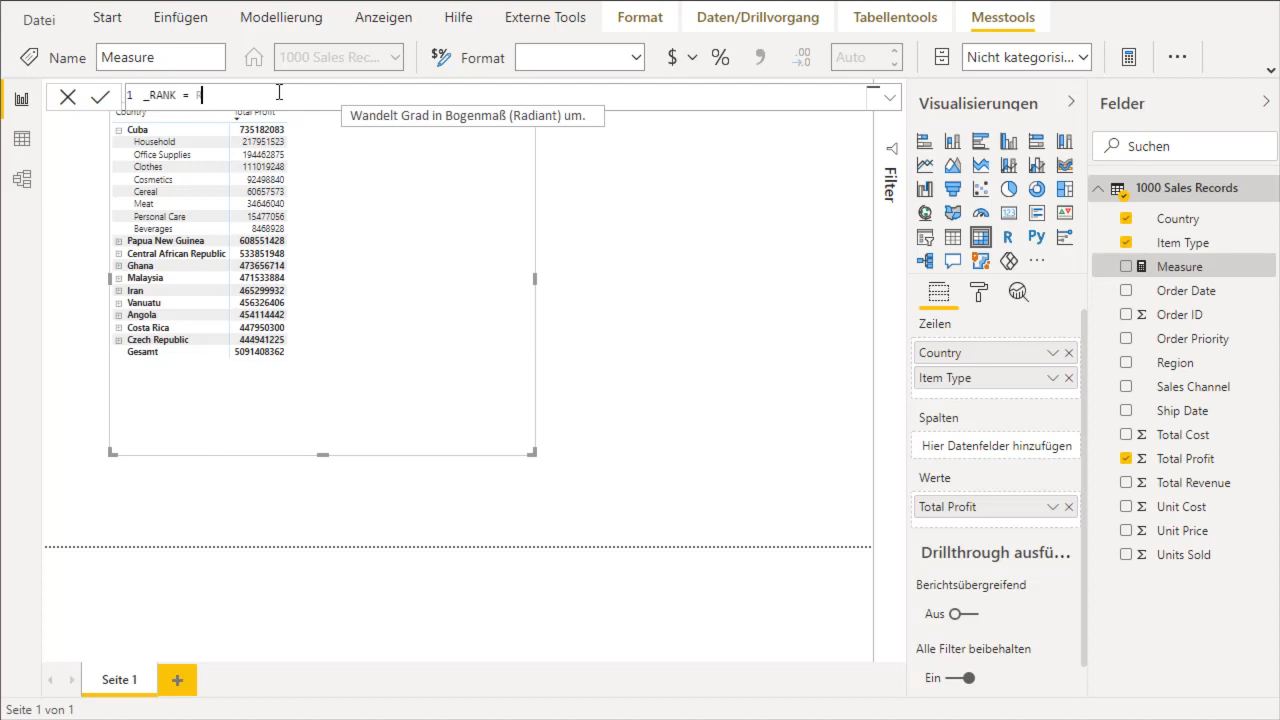 Datei Start Einfügen Modellierung Anzeigen Hilfe Externe Tools Format Daten/Drillvorgang Tabellentools Messtools
Name Measure 1000 Sales Rec... Format $ % Auto Nicht kategorisi...
1 _RANK = R
Wandelt Grad in Bogenmaß (Radiant) um.
Country Total Profit
Cuba 735182083
Household 217951523
Office Supplies 194462875
Clothes 111019248
Cosmetics 92498840
Cereal 60657573
Meat 34646040
Personal Care 15477056
Beverages 8468928
Papua New Guinea 608551428
Central African Republic 533851948
Ghana 473656714
Malaysia 471533884
Iran 465299932
Vanuatu 456326406
Angola 454114442
Costa Rica 447950300
Czech Republic 444941225
Gesamt 5091408362
Filter
Visualisierungen
R Py
Zeilen
Country
Item Type
Spalten
Hier Datenfelder hinzufügen
Werte
Total Profit
Drillthrough ausfü...
Berichtsübergreifend
Aus
Alle Filter beibehalten
Ein
Felder
Suchen
1000 Sales Records
Country
Item Type
Measure
Order Date
Order ID
Order Priority
Region
Sales Channel
Ship Date
Total Cost
Total Profit
Total Revenue
Unit Cost
Unit Price
Units Sold
Seite 1
Seite 1 von 1